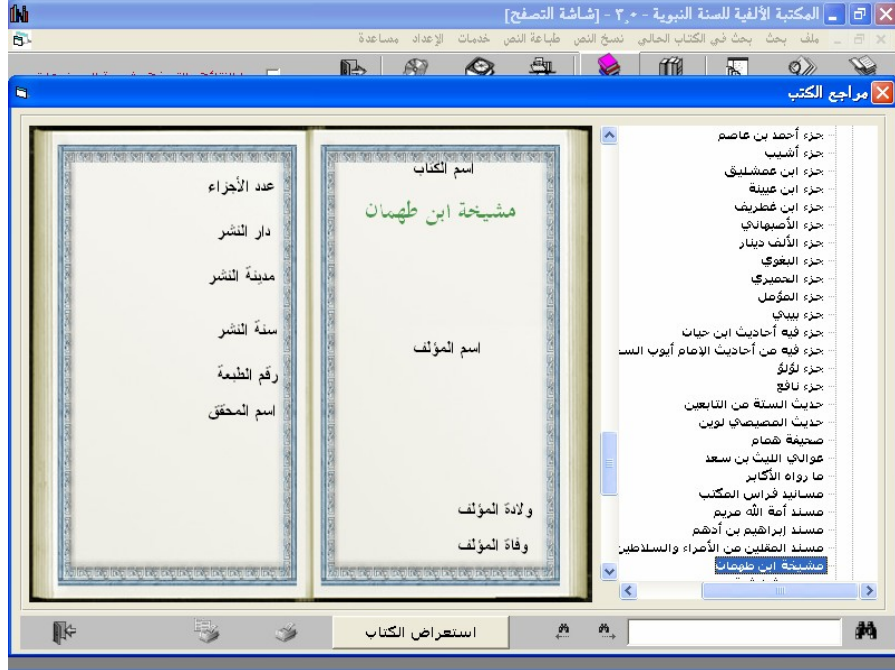 المكتبة الألفية للسنة النبوية - ٣,٠ - [شاشة التصفح]
ملف بحث بحث في الكتاب الحالي نسخ النص طباعة النص خدمات الإعداد مساعدة
مراجع الكتب
جزء أحمد بن عاصم
جزء أشيب
جزء ابن عمشليق
جزء ابن عيينة
جزء ابن غطريف
جزء الأصبهاني
جزء الألف دينار
جزء البغوي
جزء الحميري
جزء المؤمل
جزء بيبي
جزء فيه أحاديث ابن حيان
جزء فيه من أحاديث الإمام أيوب السخ
جزء لؤلؤ
جزء نافع
حديث الستة من التابعين
حديث المصيصي لوين
صحيفة همام
عوالي الليث بن سعد
ما رواه الأكابر
مسانيد فراس المكتب
مسند أمة الله مريم
مسند إبراهيم بن أدهم
مسند المقلين من الأمراء والسلاطين
مشيخة ابن طهمان
اسم الكتاب
مشيخة ابن طهمان
اسم المؤلف
ولادة المؤلف
وفاة المؤلف
عدد الأجزاء
دار النشر
مدينة النشر
سنة النشر
رقم الطبعة
اسم المحقق
استعراض الكتاب